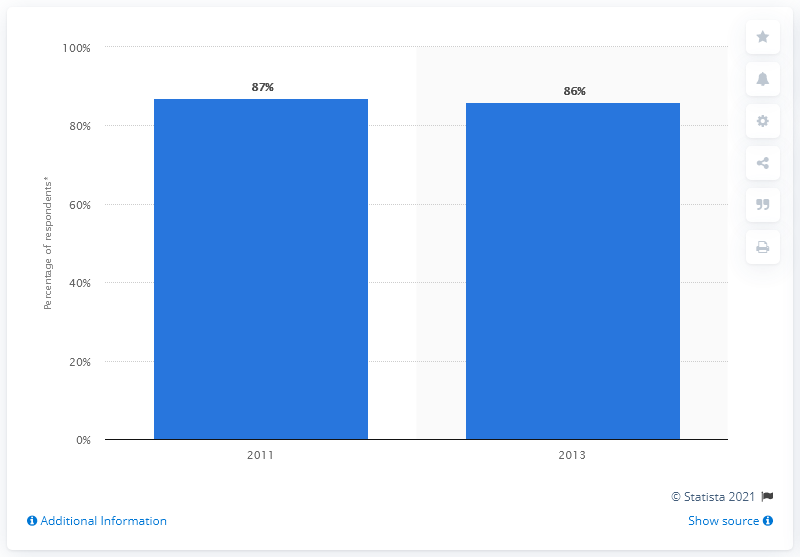 100%
80%
60%
40%
20%
0%
Percentage of respondents*
87%
86%
2011
2013
© Statista 2021
Additional Information
Show source